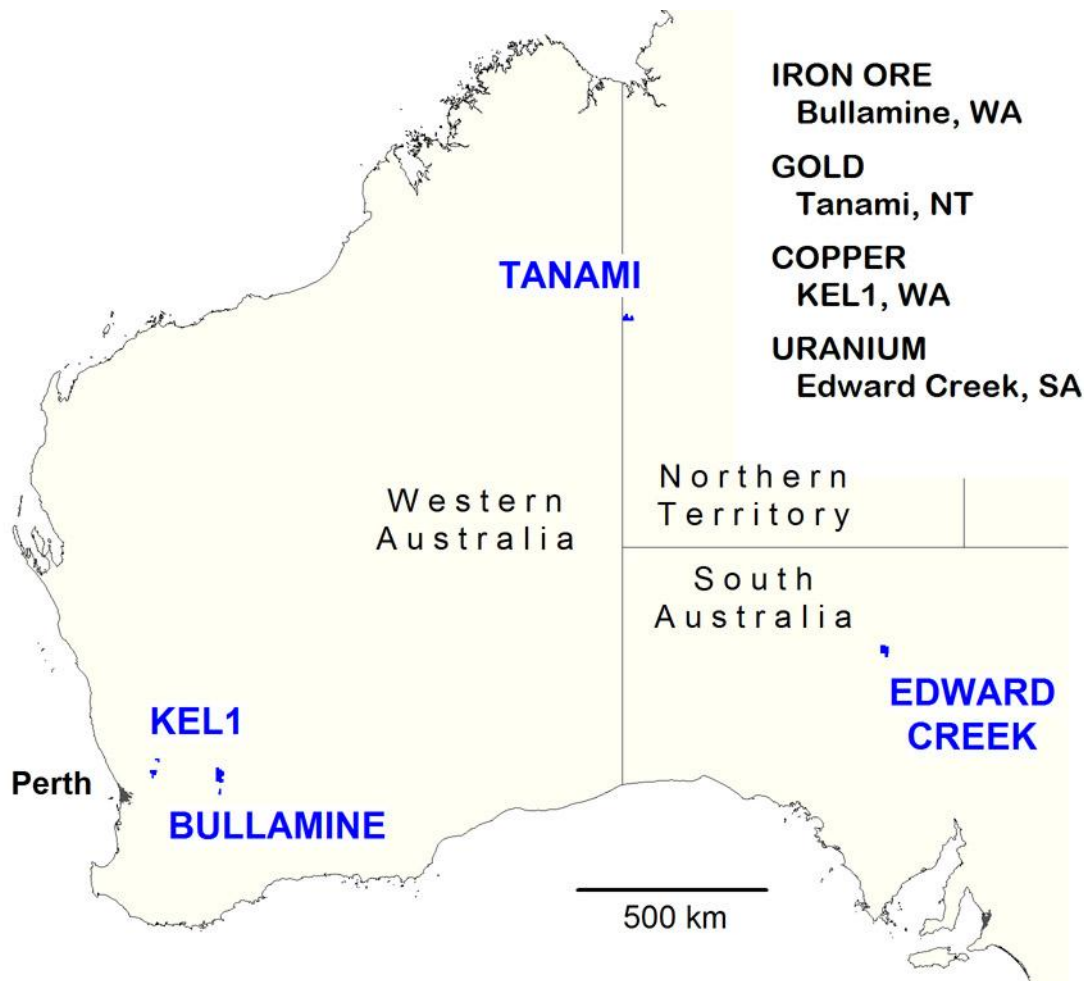 IRON ORE
Bullamine, WA
GOLD
Tanami, NT
COPPER
KEL1, WA
URANIUM
Edward Creek, SA
TANAMI
Western
Australia
Northern
Territory
South
Australia
EDWARD
CREEK
KEL1
Perth
BULLAMINE
500 km